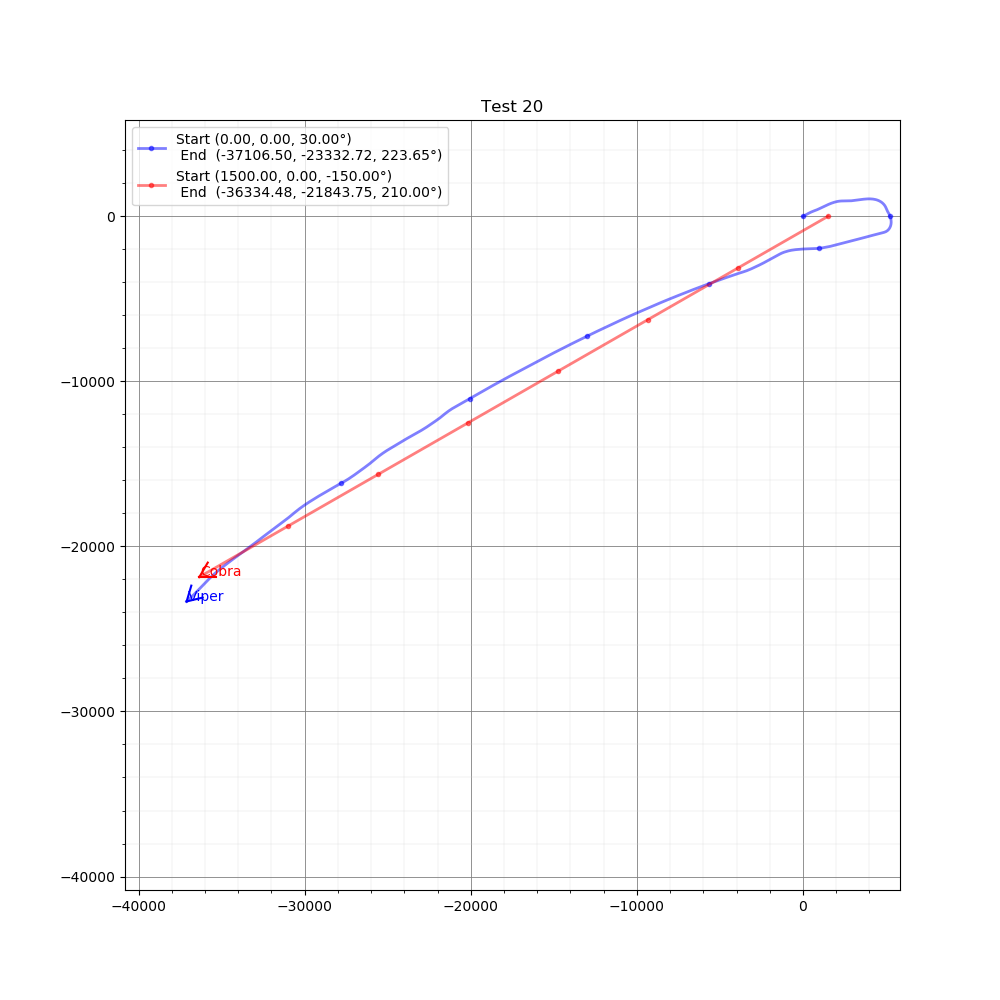 Test 20
Start (0.00, 0.00, 30.00°)
End  (-37106.50, -23332.72, 223.65°)
Start (1500.00, 0.00, -150.00°)
End  (-36334.48, -21843.75, 210.00°)
0
−10000
−20000
−30000
−40000
Cobra
Viper
−40000 −30000 −20000 −10000 0